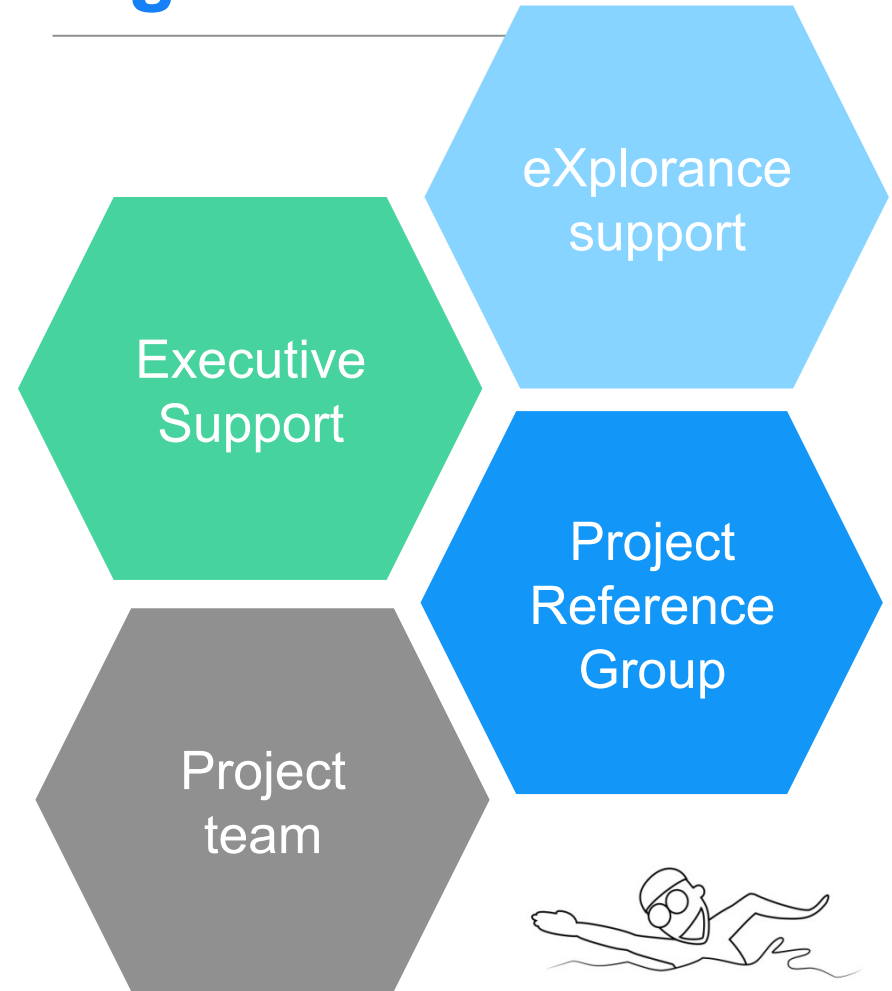 eXplorance
support
Executive
Support
Project
Reference
Group
Project
team